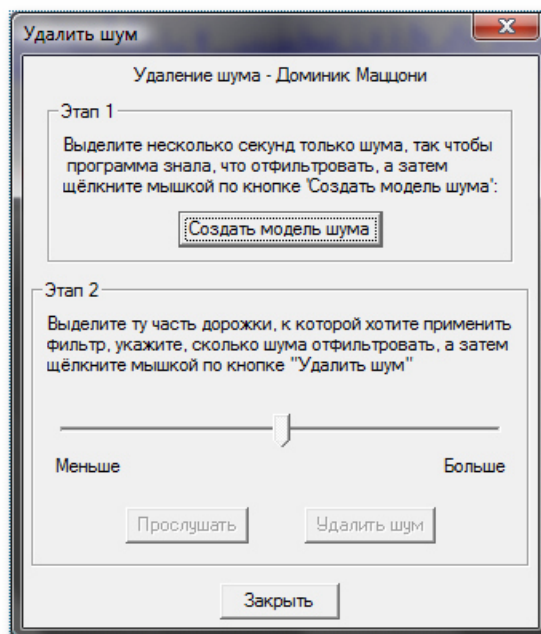 Удалить шум
Удаление шума - Доминик Маццони
Этап 1
Выделите несколько секунд только шума, так чтобы
программа знала, что отфильтровать, а затем
щёлкните мышкой по кнопке 'Создать модель шума':
Создать модель шума
Этап 2
Выделите ту часть дорожки, к которой хотите применить
фильтр, укажите, сколько шума отфильтровать, а затем
щёлкните мышкой по кнопке "Удалить шум"
Меньше Больше
Прослушать Удалить шум
Закрыть